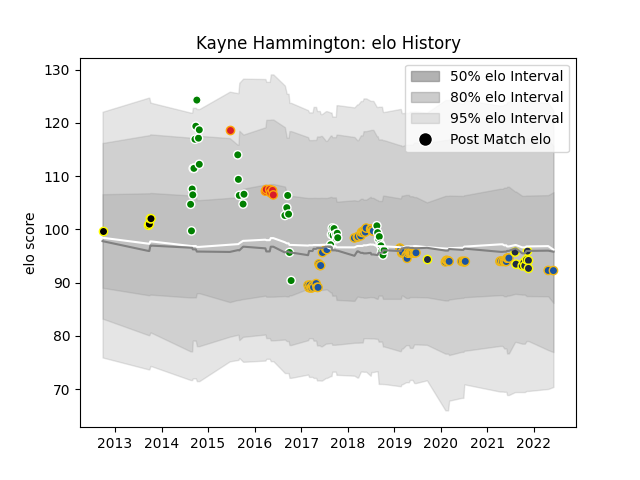 Kayne Hammington: elo History
130
120
110
100
90
80
70
elo score
50% elo Interval
80% elo Interval
95% elo Interval
Post Match elo
2013 2014 2015 2016 2017 2018 2019 2020 2021 2022